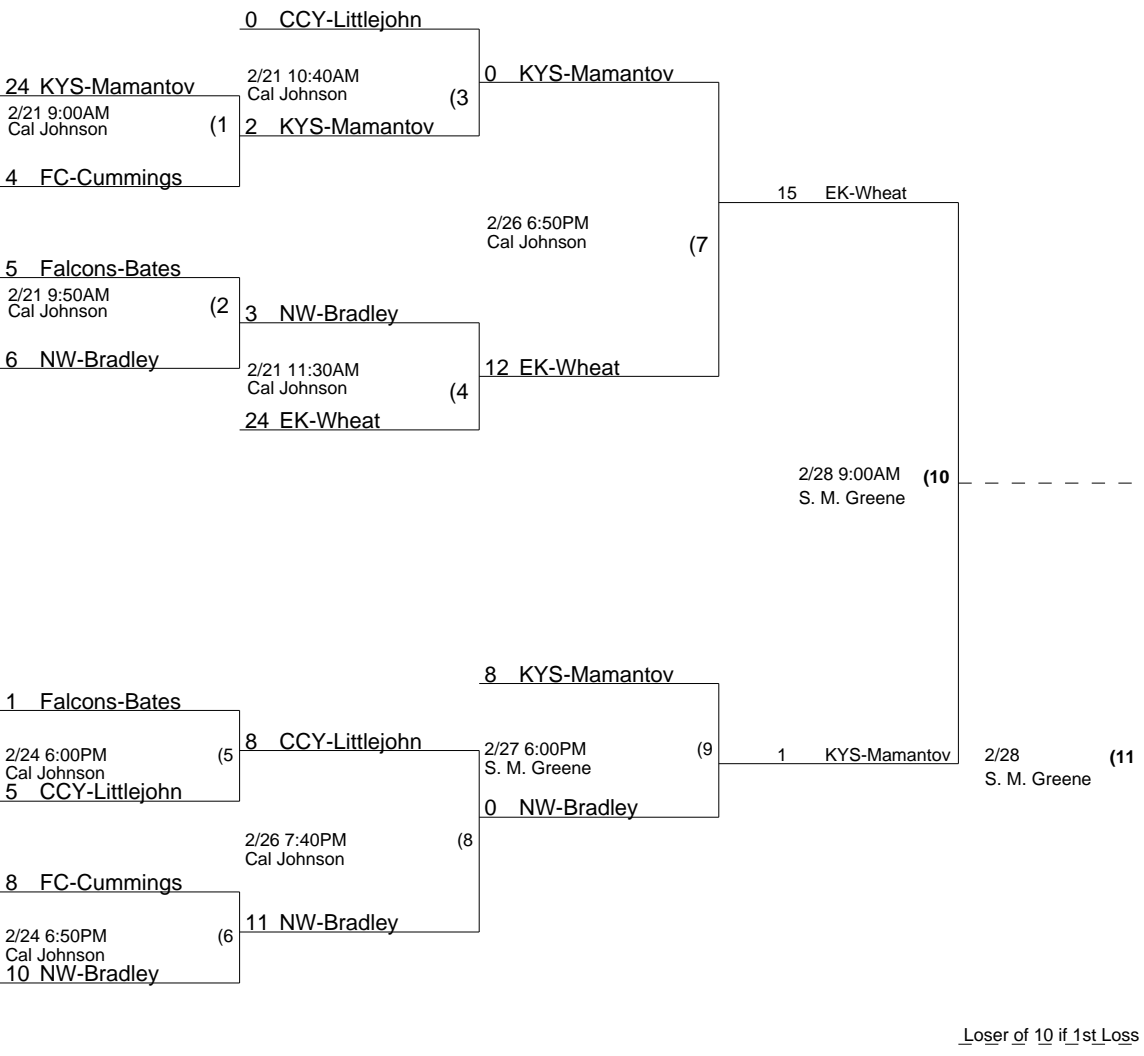 0 CCY-Littlejohn
24 KYS-Mamantov
2/21 9:00AM
Cal Johnson
(1
4 FC-Cummings
2/21 10:40AM
Cal Johnson
(3
2 KYS-Mamantov
0 KYS-Mamantov
5 Falcons-Bates
2/21 9:50AM
Cal Johnson
(2
6 NW-Bradley
3 NW-Bradley
2/21 11:30AM
Cal Johnson
(4
24 EK-Wheat
12 EK-Wheat
2/26 6:50PM
Cal Johnson
(7
15 EK-Wheat
2/28 9:00AM
S. M. Greene
(10
1 Falcons-Bates
2/24 6:00PM
Cal Johnson
(5
5 CCY-Littlejohn
8 CCY-Littlejohn
2/26 7:40PM
Cal Johnson
(8
8 FC-Cummings
2/24 6:50PM
Cal Johnson
(6
10 NW-Bradley
11 NW-Bradley
8 KYS-Mamantov
2/27 6:00PM
S. M. Greene
(9
0 NW-Bradley
1 KYS-Mamantov
2/28
S. M. Greene
(11
Loser of 10 if 1st Loss